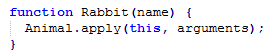 function Rabbit(name) {
  Animal.apply(this, arguments);
}